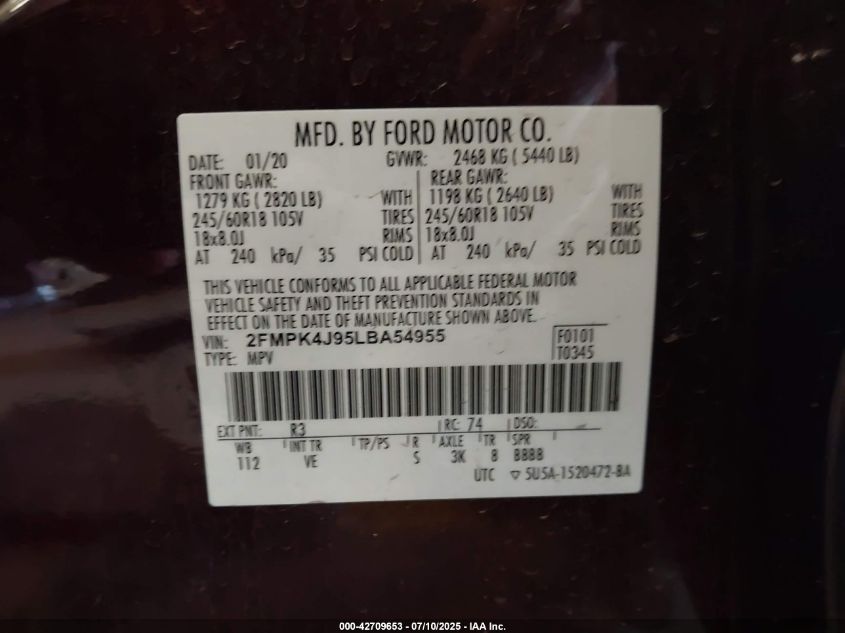 MFD. BY FORD MOTOR CO.
DATE: 01/20 GVWR: 2468 KG ( 5440 LB)
FRONT GAWR: REAR GAWR:
1279 KG ( 2820 LB) WITH 1198 KG ( 2640 LB) WITH
245/60R18 105V TIRES 245/60R18 105V TIRES
18x8.0J RIMS 18x8.0J RIMS
AT 240 kPa/ 35 PSI COLD AT 240 kPa/ 35 PSI COLD
THIS VEHICLE CONFORMS TO ALL APPLICABLE FEDERAL MOTOR
VEHICLE SAFETY AND THEFT PREVENTION STANDARDS IN
EFFECT ON THE DATE OF MANUFACTURE SHOWN ABOVE.
VIN: 2FMPK4J95LBA54955 F0101
TYPE: MPV T0345
EXT PNT: R3 RC: 74 DSO:
WB INT TR TP/PS R AXLE TR SPR
112 VE S 3K 8 8888
UTC ▽ 5U5A-1520472-BA
000-42709653 - 07/10/2025 - IAA Inc.